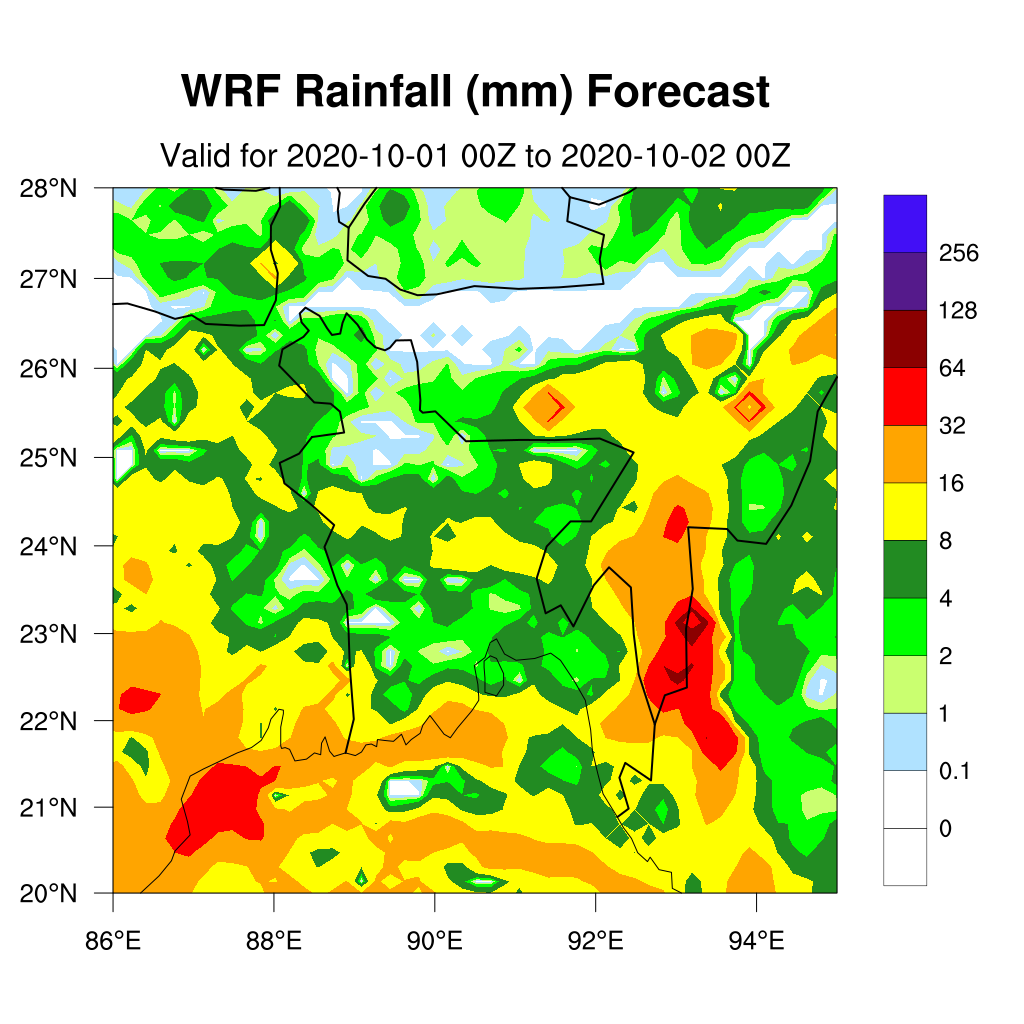 WRF Rainfall (mm) Forecast
Valid for 2020-10-01 00Z to 2020-10-02 00Z
28°N
27°N
26°N
25°N
24°N
23°N
22°N
21°N
20°N
86°E 88°E 90°E 92°E 94°E
256
128
64
32
16
8
4
2
1
0.1
0